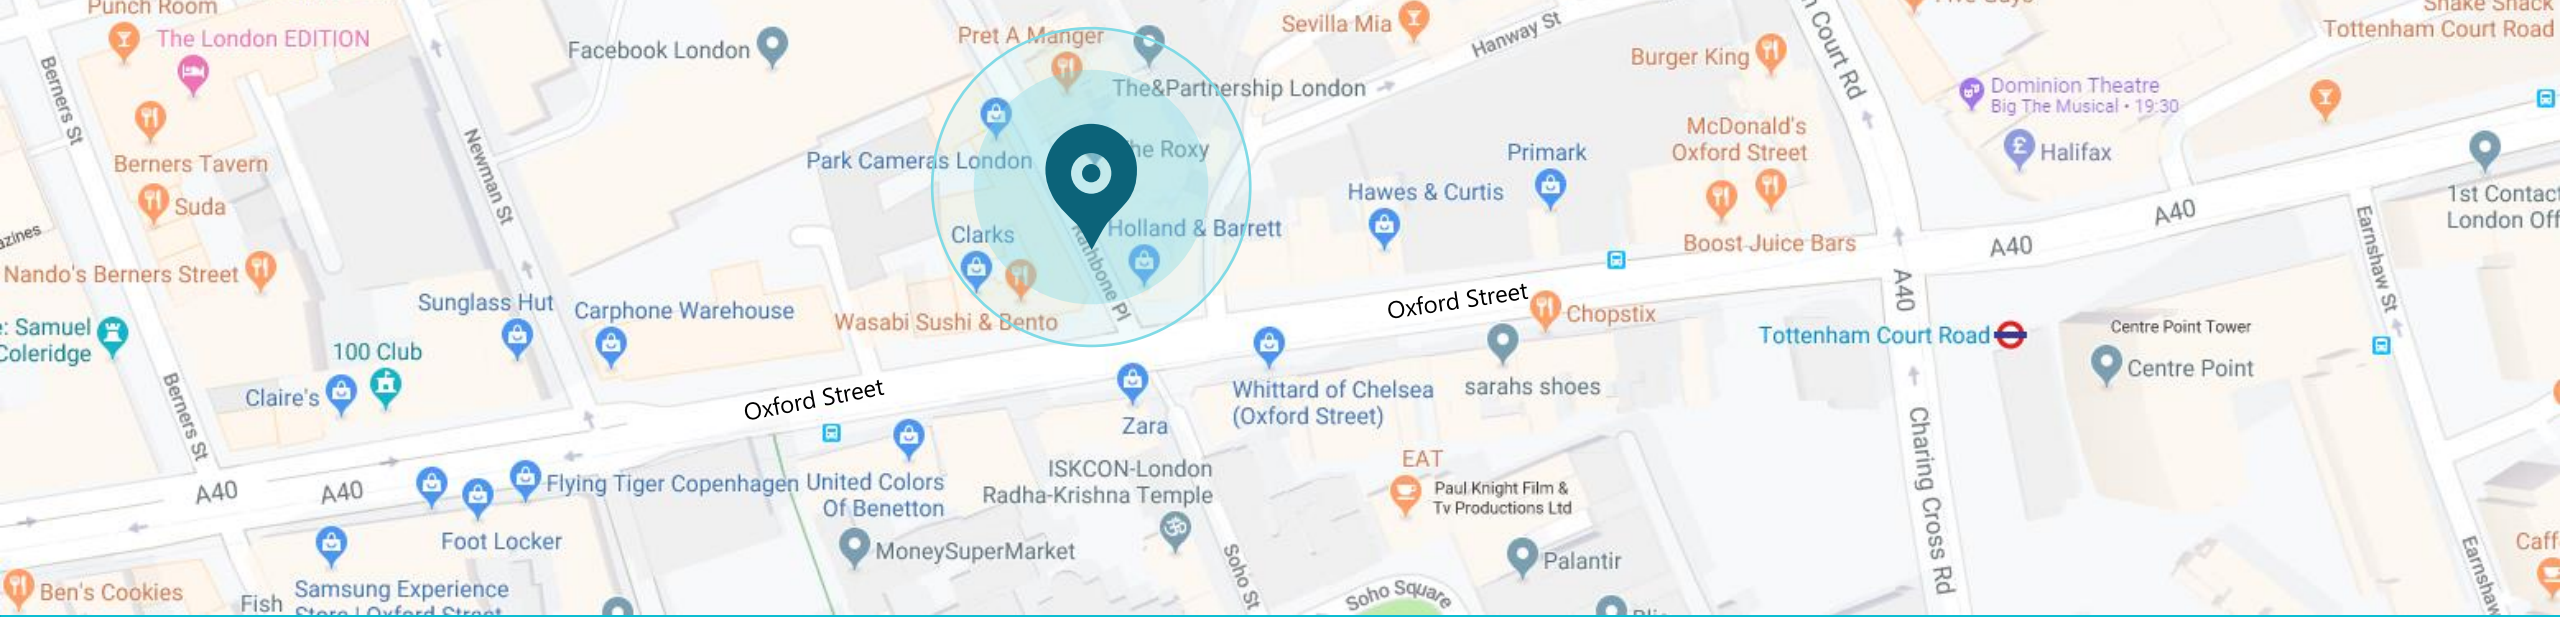 Punch Room
The London EDITION
Berners St
Berners Tavern
Suda
Nando's Berners Street
Samuel
Coleridge
100 Club
Claire's
Berners St
A40
A40
Ben's Cookies
Fish
Samsung Experience
Store | Oxford Street
Foot Locker
Flying Tiger Copenhagen
Newman St
Sunglass Hut
Carphone Warehouse
Facebook London
Park Cameras London
Clarks
Wasabi Sushi & Bento
Oxford Street
United Colors
Of Benetton
MoneySuperMarket
Pret A Manger
The&Partnership London
he Roxy
Holland & Barrett
Rathbone Pl
Zara
ISKCON-London
Radha-Krishna Temple
Soho St
Sevilla Mia
Hanway St
Hawes & Curtis
Primark
Oxford Street
Whittard of Chelsea
(Oxford Street)
sarahs shoes
Chopstix
EAT
Paul Knight Film &
Tv Productions Ltd
Palantir
Soho Square
Burger King
McDonald's
Oxford Street
Boost Juice Bars
Court Rd
A40
Tottenham Court Road
Charing Cross Rd
Dominion Theatre
Big The Musical • 19:30
Halifax
A40
A40
Centre Point Tower
Centre Point
Shake Shack
Tottenham Court Road
1st Contact
London Off
Earnshaw St
Earnshaw
Caff